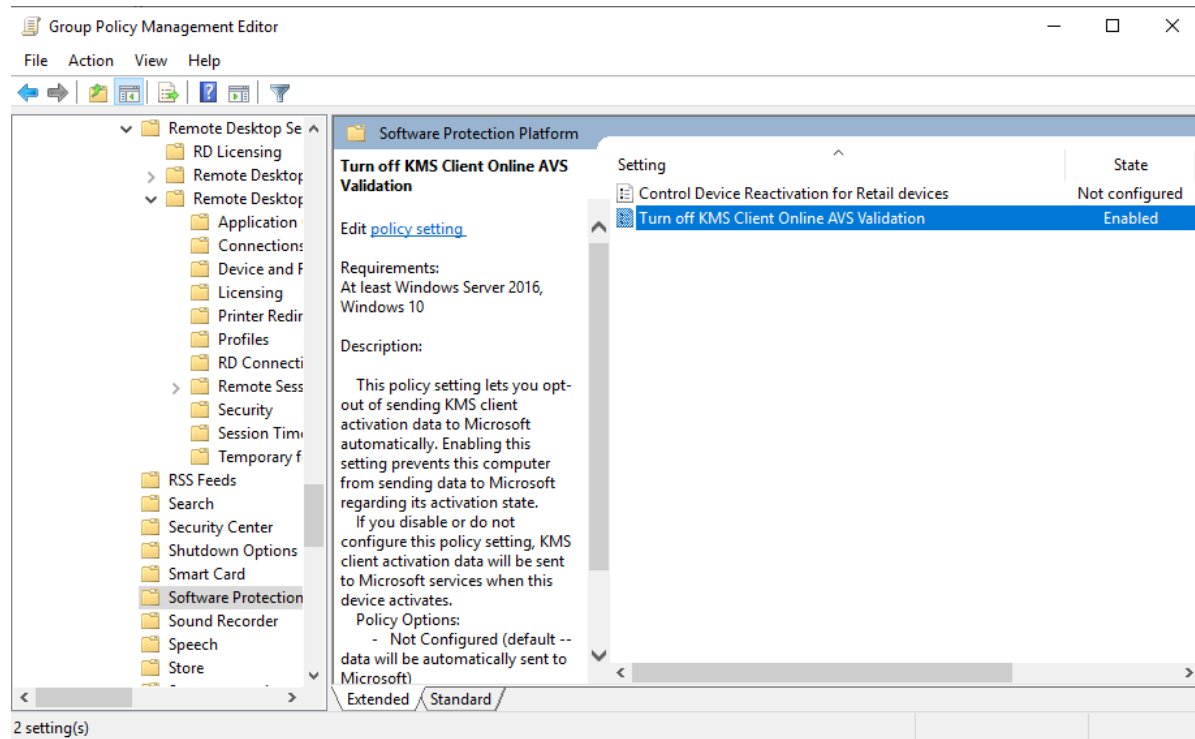 Group Policy Management Editor
File Action View Help
Remote Desktop Se
RD Licensing
Remote Desktop
Remote Desktop
Application
Connections
Device and F
Licensing
Printer Redir
Profiles
RD Connecti
Remote Sess
Security
Session Tim
Temporary f
RSS Feeds
Search
Security Center
Shutdown Options
Smart Card
Software Protection
Sound Recorder
Speech
Store
Software Protection Platform
Turn off KMS Client Online AVS
Validation
Edit policy setting
Requirements:
At least Windows Server 2016,
Windows 10
Description:
This policy setting lets you opt-
out of sending KMS client
activation data to Microsoft
automatically. Enabling this
setting prevents this computer
from sending data to Microsoft
regarding its activation state.
If you disable or do not
configure this policy setting, KMS
client activation data will be sent
to Microsoft services when this
device activates.
Policy Options:
- Not Configured (default --
data will be automatically sent to
Microsoft)
Setting State
Control Device Reactivation for Retail devices Not configured
Turn off KMS Client Online AVS Validation Enabled
Extended Standard
2 setting(s)